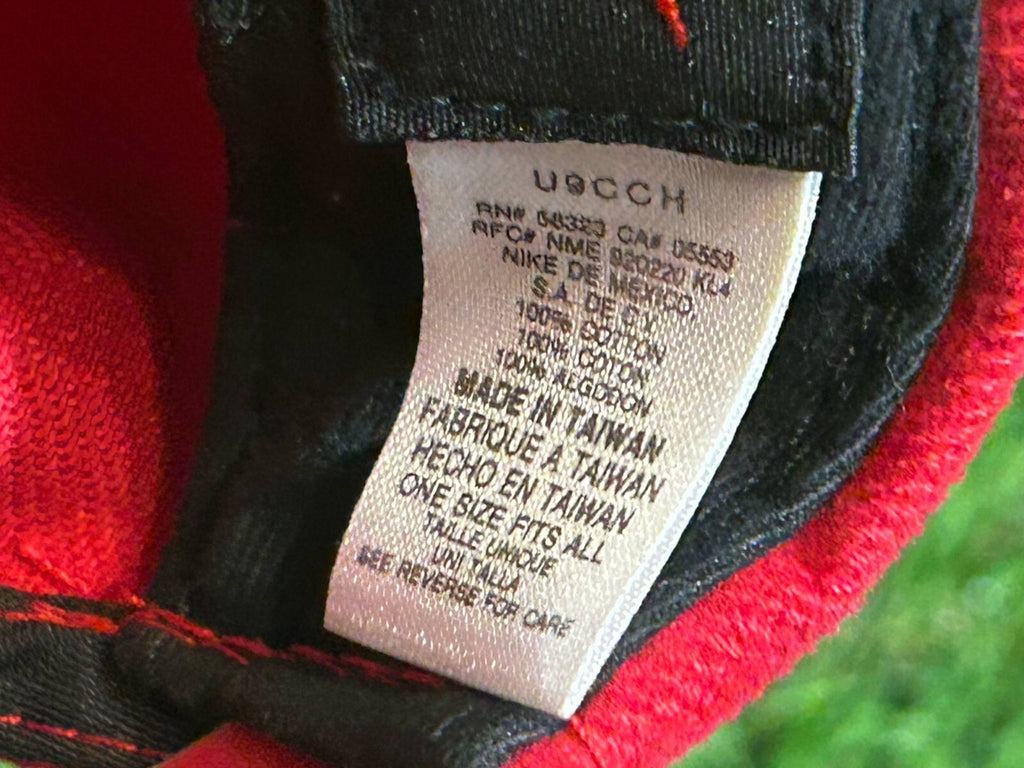 U9CCH
RN# 56323 CA# 05553
RFC# NME 920220 KL4
NIKE DE MEXICO
S.A. DE C.V.
100% COTTON
100% COTON
100% ALGODON
MADE IN TAIWAN
FABRIQUE A TAIWAN
HECHO EN TAIWAN
ONE SIZE FITS ALL
TAILLE UNIQUE
UNI TALLA
SEE REVERSE FOR CARE